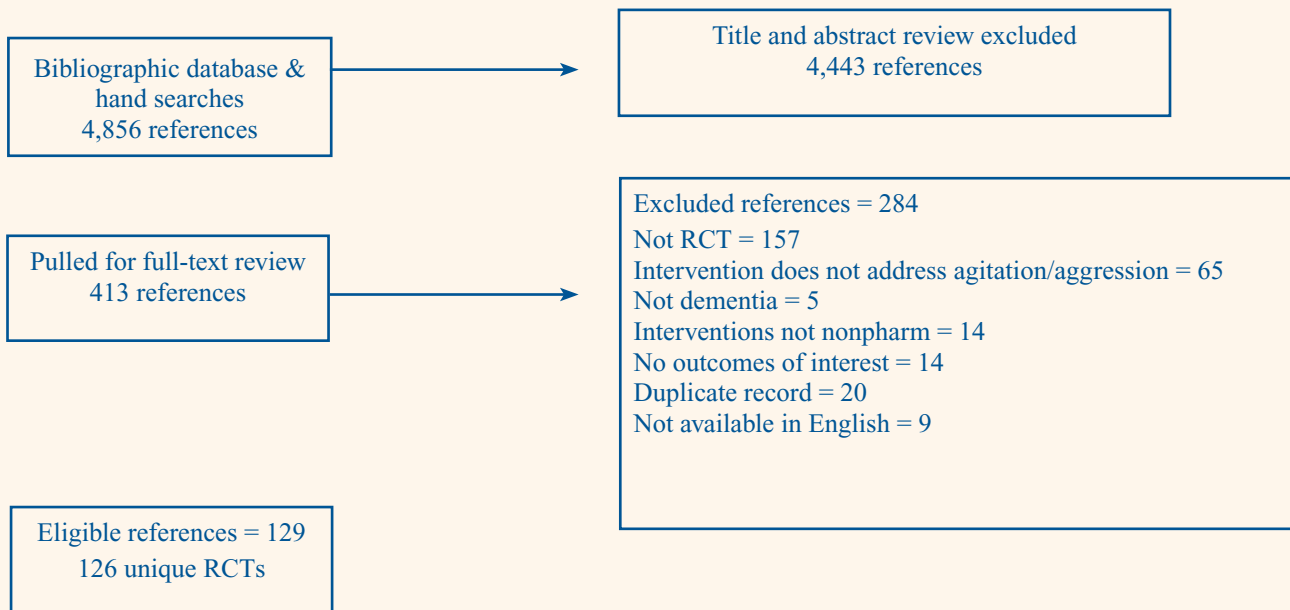 Bibliographic database &
hand searches
4,856 references
Title and abstract review excluded
4,443 references
Pulled for full-text review
413 references
Excluded references = 284
Not RCT = 157
Intervention does not address agitation/aggression = 65
Not dementia = 5
Interventions not nonpharm = 14
No outcomes of interest = 14
Duplicate record = 20
Not available in English = 9
Eligible references = 129
126 unique RCTs